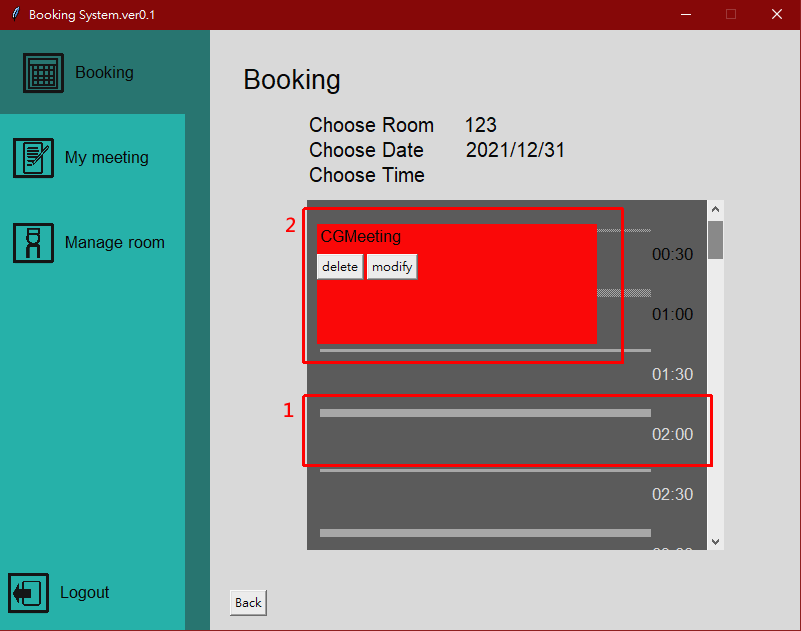 Booking System.ver0.1
Booking
My meeting
Manage room
Logout
Booking
Choose Room 123
Choose Date 2021/12/31
Choose Time
2
CGMeeting
delete modify
00:30
01:00
01:30
1
02:00
02:30
Back